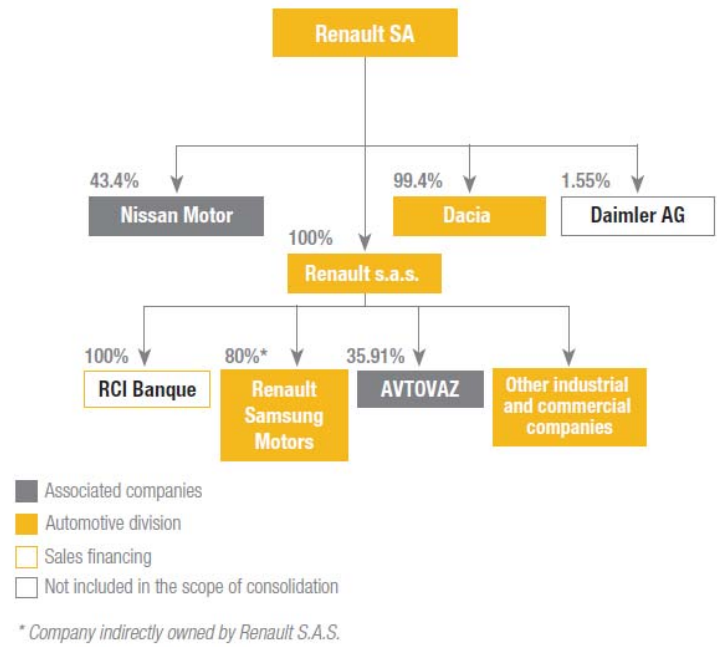 Renault SA
43.4%
Nissan Motor
99.4%
Dacia
1.55%
Daimler AG
100%
Renault s.a.s.
100%
RCI Banque
80%*
Renault
Samsung
Motors
35.91%
AVTOVAZ
Other industrial
and commercial
companies
Associated companies
Automotive division
Sales financing
Not included in the scope of consolidation
* Company indirectly owned by Renault S.A.S.